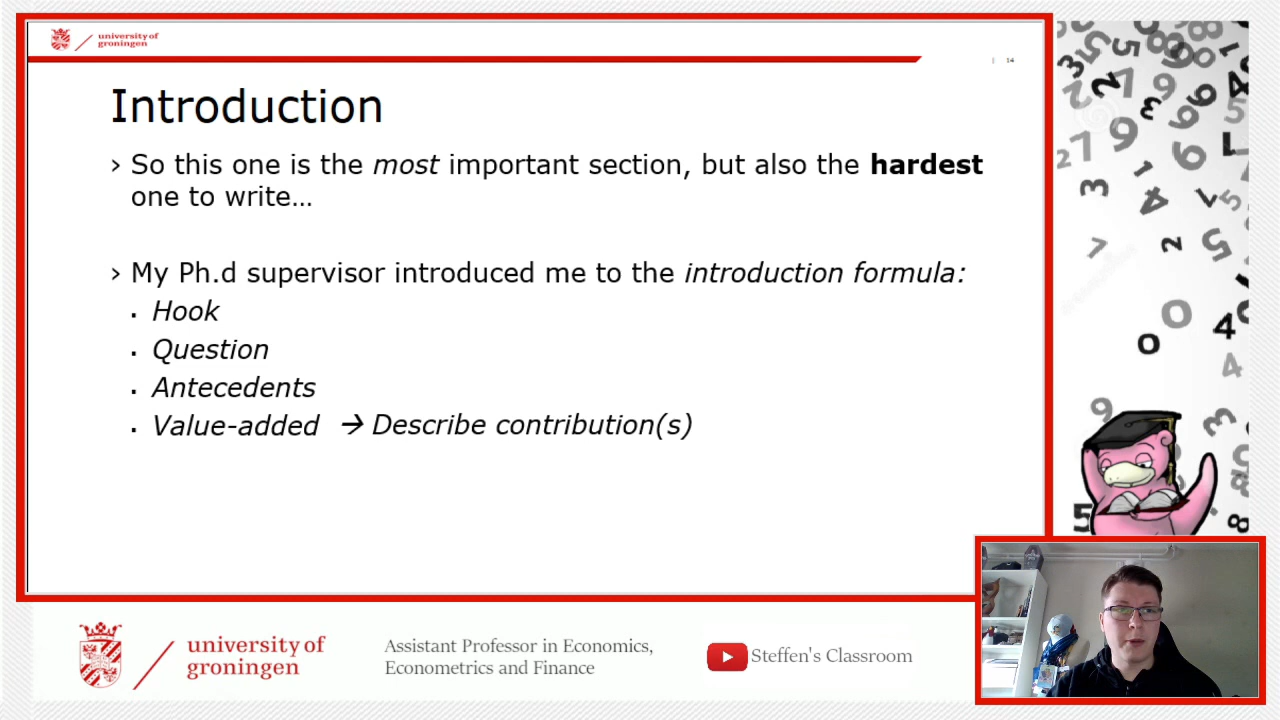 university of
groningen
| 14
Introduction
› So this one is the most important section, but also the hardest
one to write…
› My Ph.d supervisor introduced me to the introduction formula:
▪ Hook
▪ Question
▪ Antecedents
▪ Value-added → Describe contribution(s)
university of
groningen
Assistant Professor in Economics,
Econometrics and Finance
Steffen's Classroom